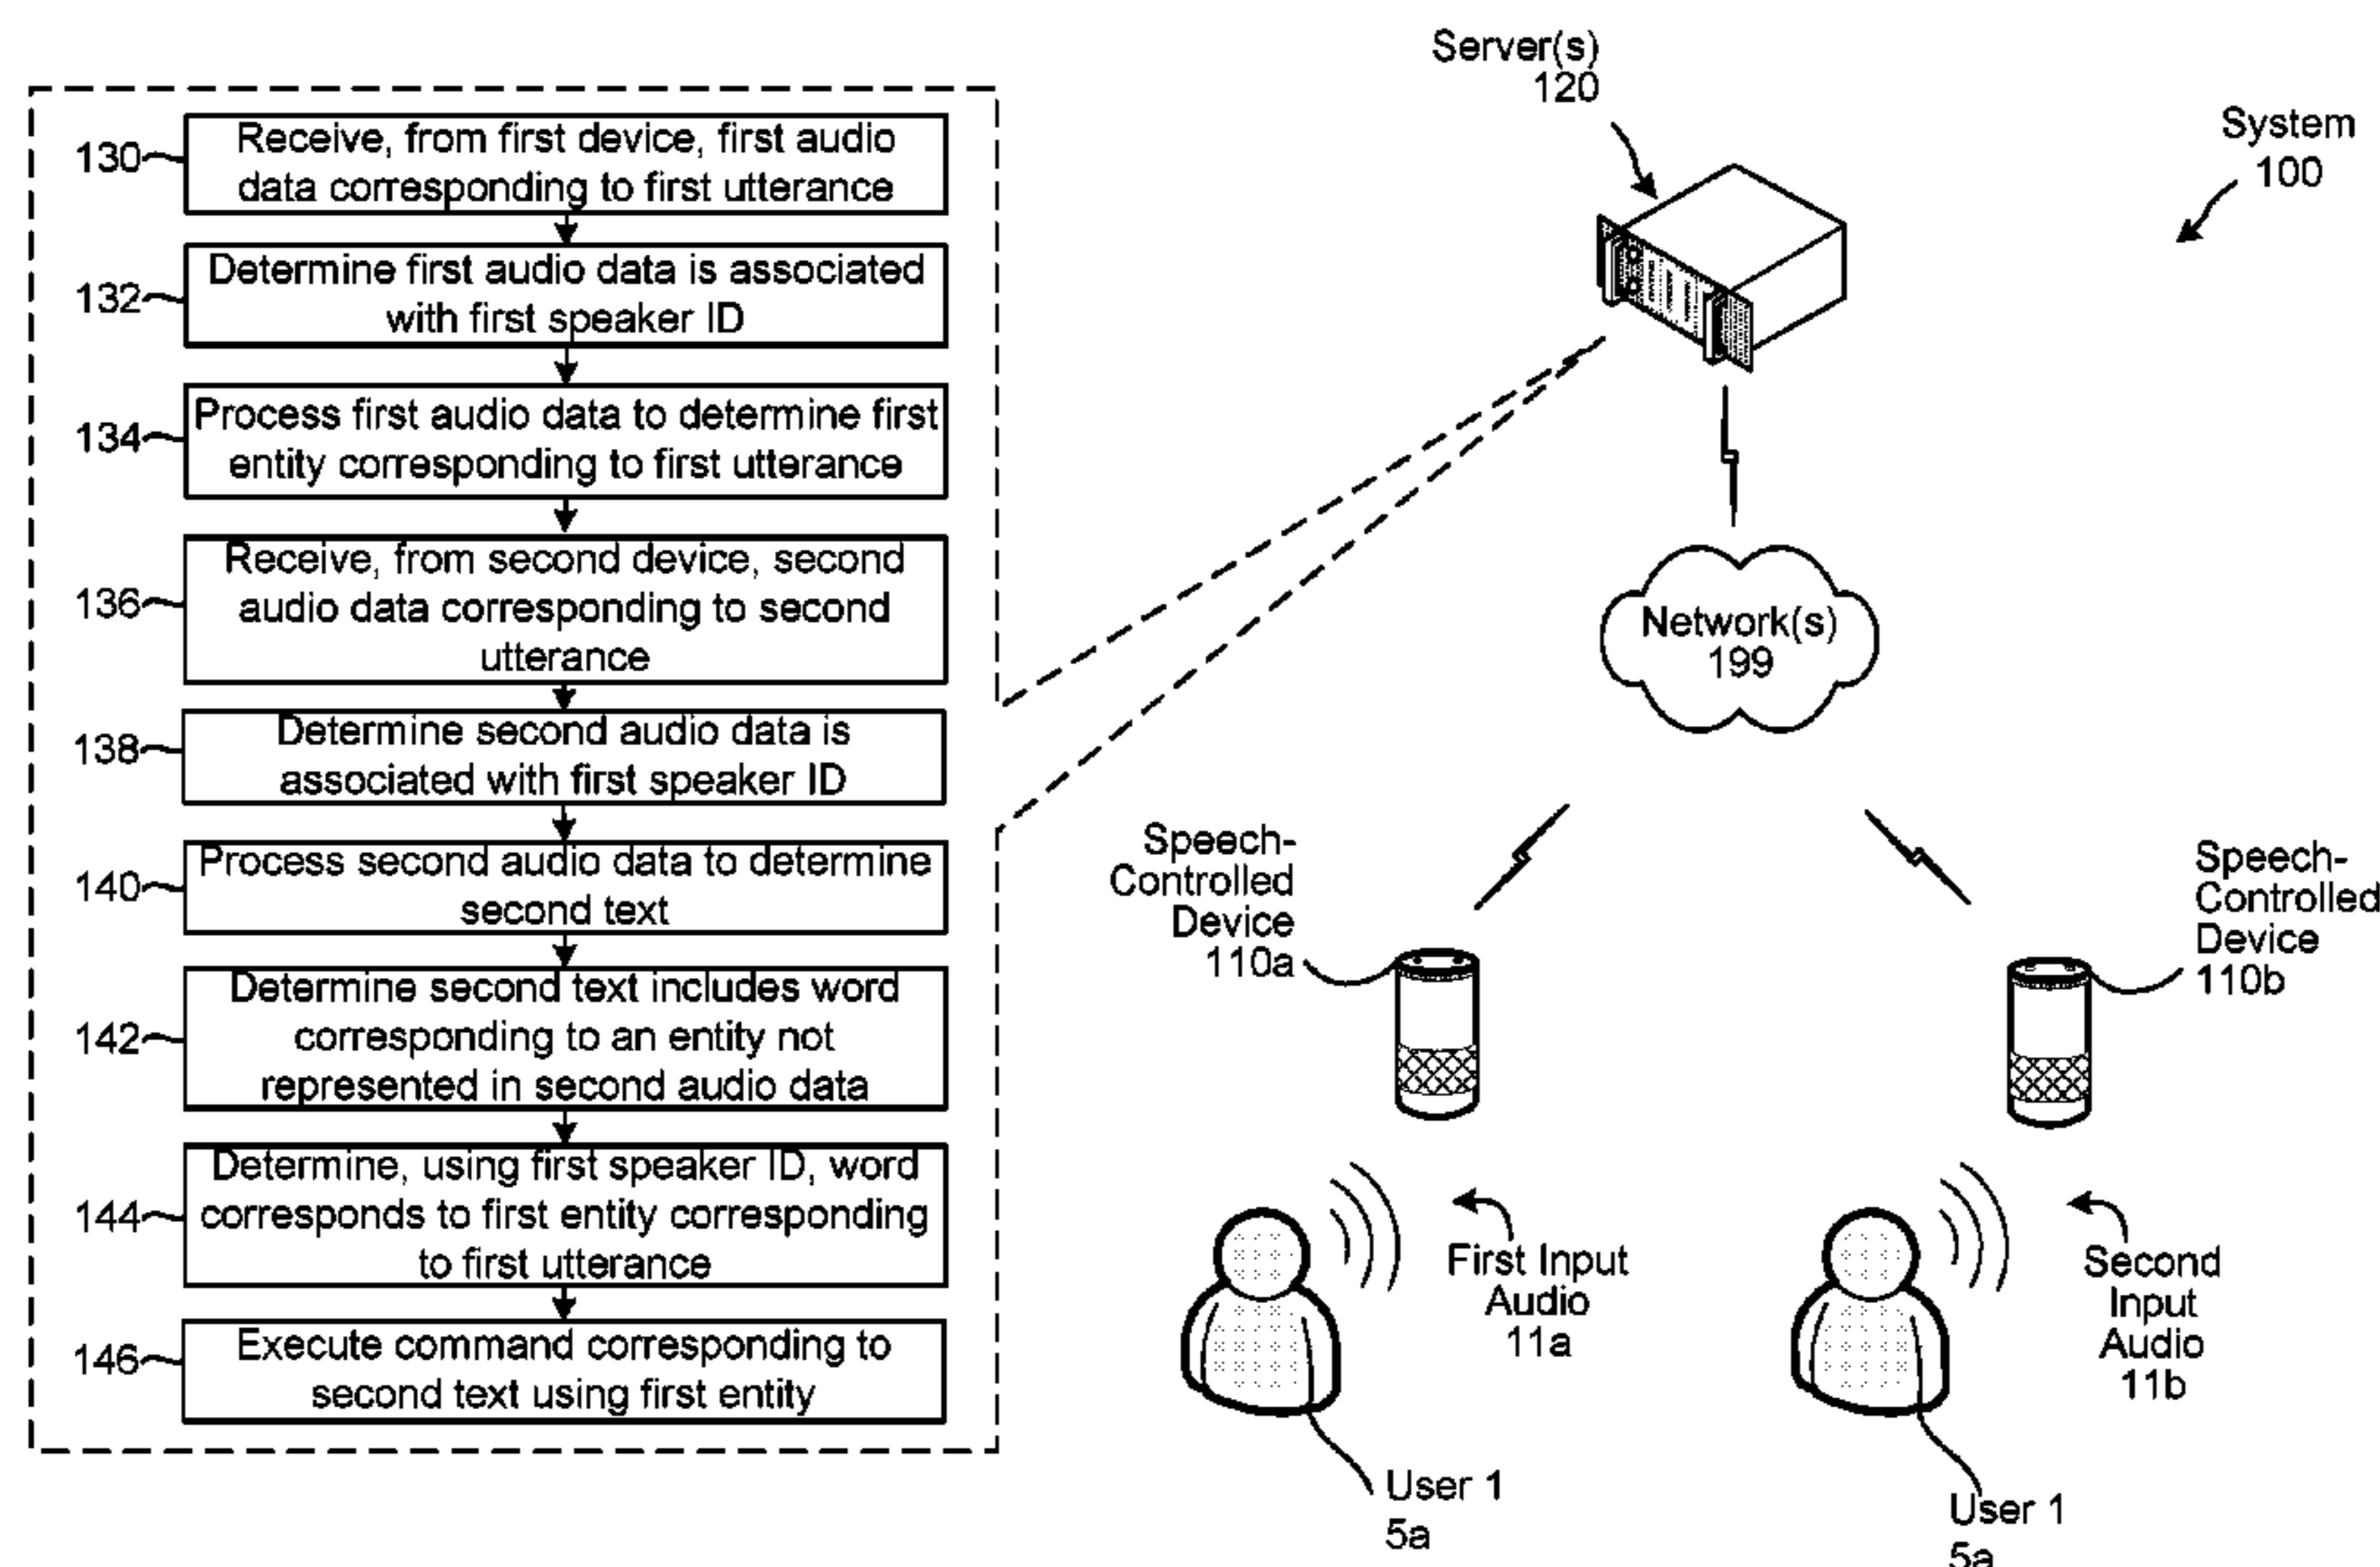 130
Receive, from first device, first audio
data corresponding to first utterance
132
Determine first audio data is associated
with first speaker ID
134
Process first audio data to determine first
entity corresponding to first utterance
136
Receive, from second device, second
audio data corresponding to second
utterance
138
Determine second audio data is
associated with first speaker ID
140
Process second audio data to determine
second text
142
Determine second text includes word
corresponding to an entity not
represented in second audio data
144
Determine, using first speaker ID, word
corresponds to first entity corresponding
to first utterance
146
Execute command corresponding to
second text using first entity
Server(s)
120
System
100
Network(s)
199
Speech-
Controlled
Device
110a
Speech-
Controlled
Device
110b
First Input
Audio
11a
Second
Input
Audio
11b
User 1
5a
User 1
5a